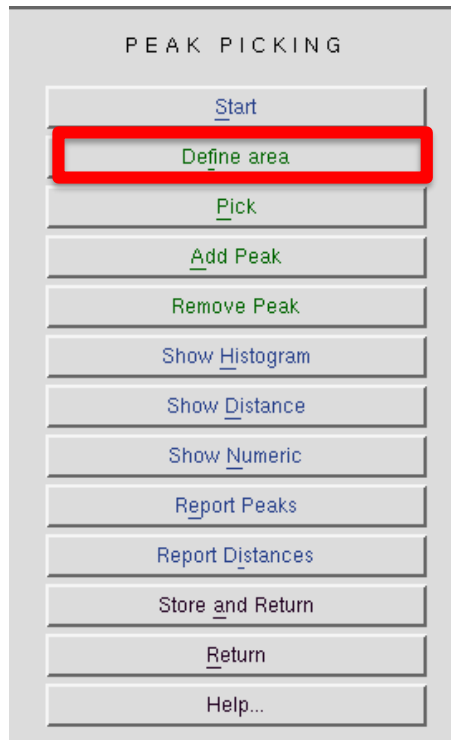 PEAK PICKING
Start
Define area
Pick
Add Peak
Remove Peak
Show Histogram
Show Distance
Show Numeric
Report Peaks
Report Distances
Store and Return
Return
Help...